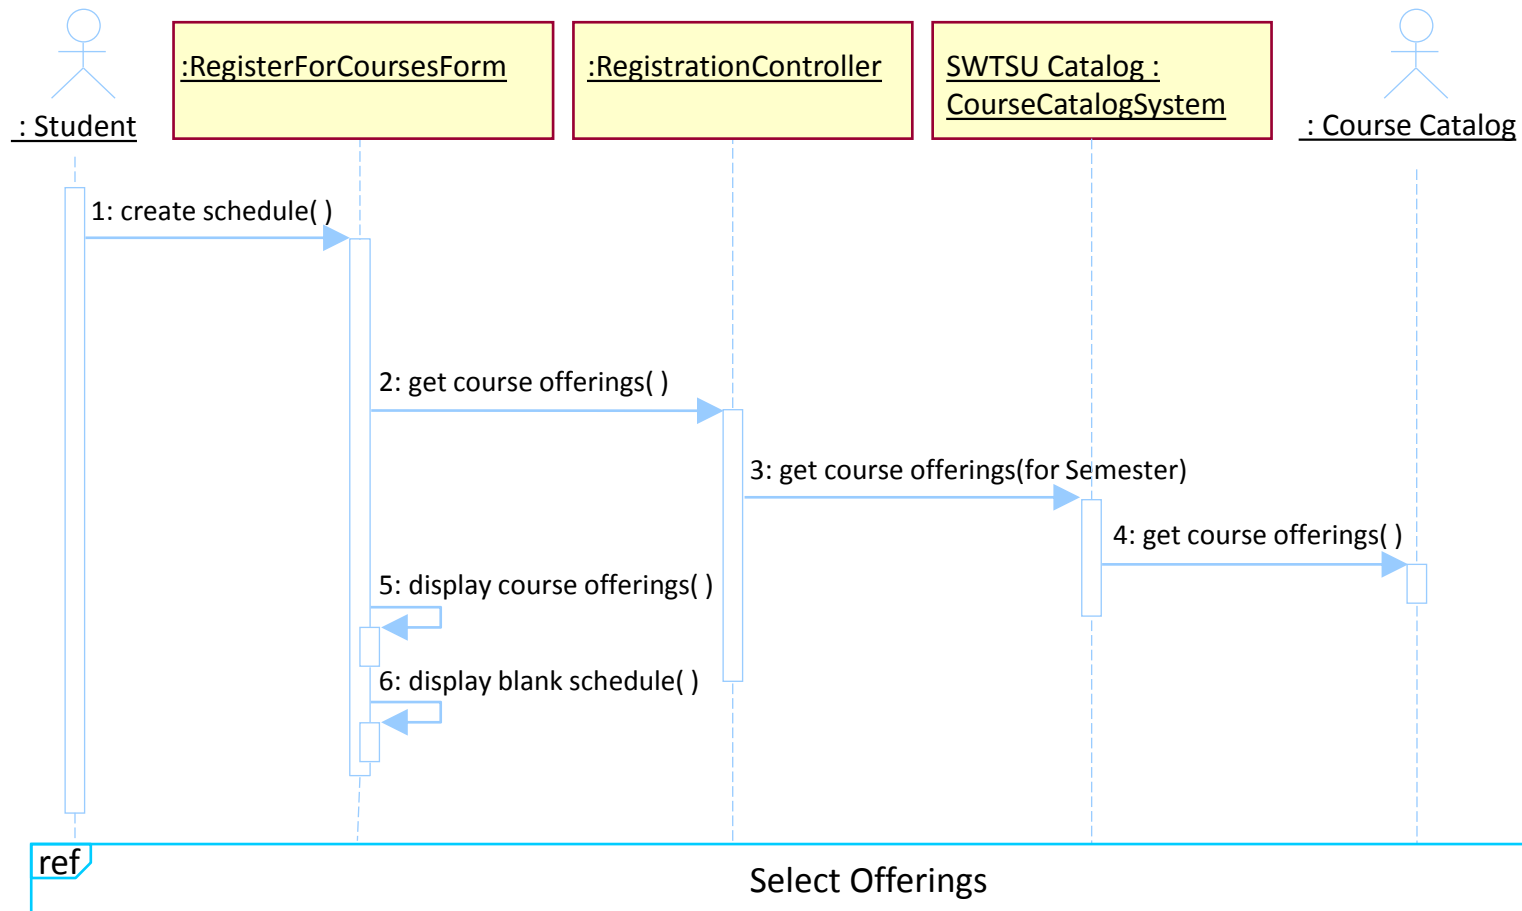 :RegisterForCoursesForm
:RegistrationController
SWTSU Catalog :
CourseCatalogSystem
: Student
: Course Catalog
1: create schedule( )
2: get course offerings( )
3: get course offerings(for Semester)
4: get course offerings( )
5: display course offerings( )
6: display blank schedule( )
ref
Select Offerings